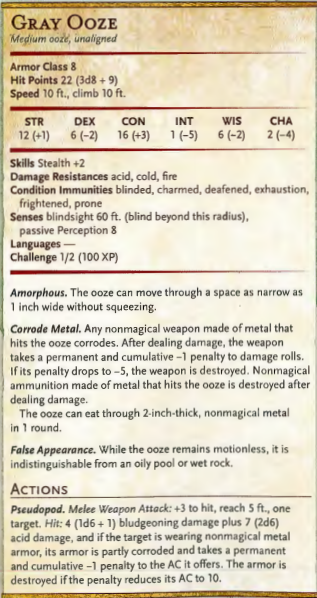 GRAY OOZE
Medium ooze, unaligned
Armor Class 8
Hit Points 22 (3d8 + 9)
Speed 10 ft., climb 10 ft.
STR DEX CON INT WIS CHA
12 (+1) 6 (−2) 16 (+3) 1 (−5) 6 (−2) 2 (−4)
Skills Stealth +2
Damage Resistances acid, cold, fire
Condition Immunities blinded, charmed, deafened, exhaustion,
frightened, prone
Senses blindsight 60 ft. (blind beyond this radius),
passive Perception 8
Languages —
Challenge 1/2 (100 XP)
Amorphous. The ooze can move through a space as narrow as
1 inch wide without squeezing.
Corrode Metal. Any nonmagical weapon made of metal that
hits the ooze corrodes. After dealing damage, the weapon
takes a permanent and cumulative −1 penalty to damage rolls.
If its penalty drops to −5, the weapon is destroyed. Nonmagical
ammunition made of metal that hits the ooze is destroyed after
dealing damage.
The ooze can eat through 2-inch-thick, nonmagical metal
in 1 round.
False Appearance. While the ooze remains motionless, it is
indistinguishable from an oily pool or wet rock.
ACTIONS
Pseudopod. Melee Weapon Attack: +3 to hit, reach 5 ft., one
target. Hit: 4 (1d6 + 1) bludgeoning damage plus 7 (2d6)
acid damage, and if the target is wearing nonmagical metal
armor, its armor is partly corroded and takes a permanent
and cumulative −1 penalty to the AC it offers. The armor is
destroyed if the penalty reduces its AC to 10.